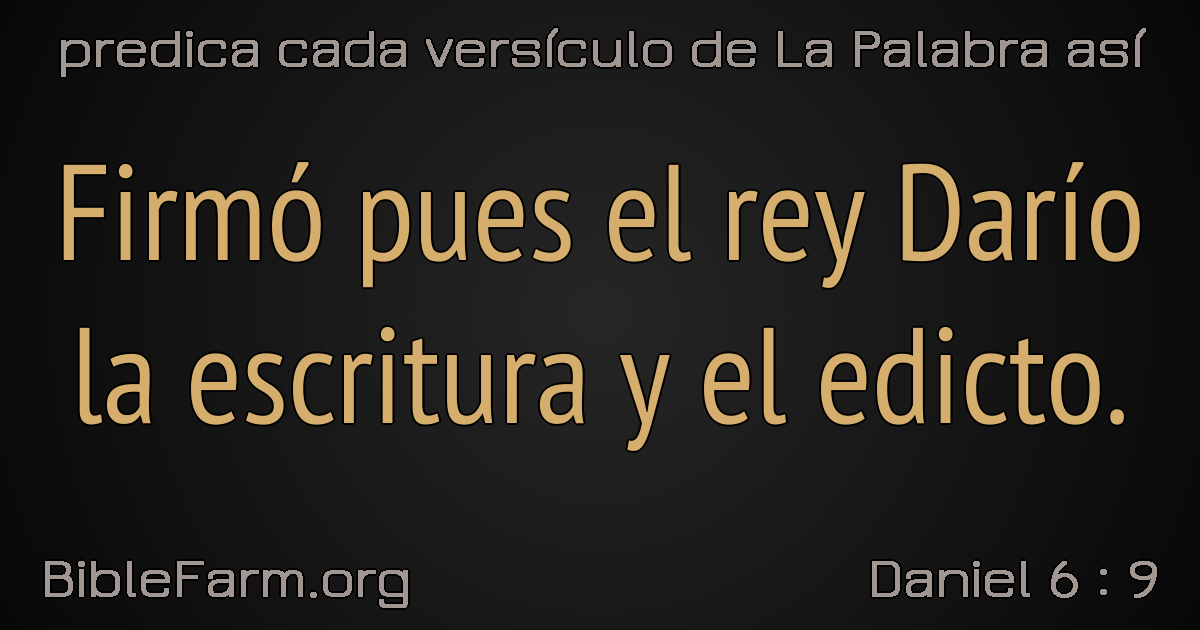 predica cada versículo de La Palabra así
Firmó pues el rey Darío
la escritura y el edicto.
BibleFarm.org
Daniel 6 : 9